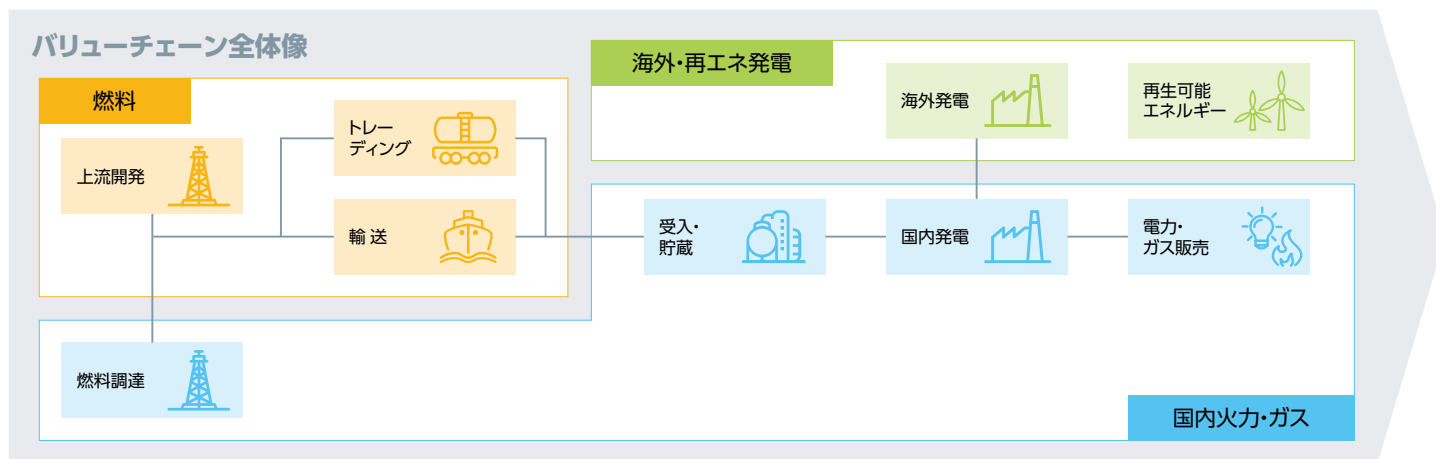 バリューチェーン全体像
燃料
上流開発
トレー
ディング
輸 送
燃料調達
海外・再エネ発電
海外発電
再生可能
エネルギー
受入・
貯蔵
国内発電
電力・
ガス販売
国内火力・ガス